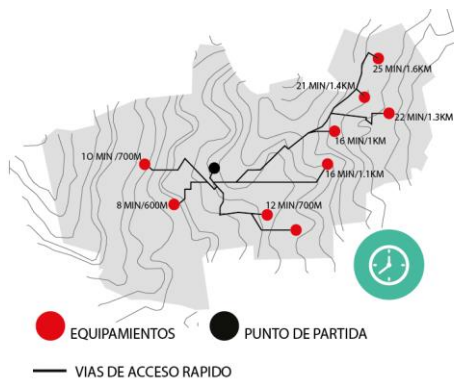 25 MIN/1.6KM
21 MIN/1.4KM
22 MIN/1.3KM
16 MIN/1KM
10 MIN/700M
16 MIN/1.1KM
8 MIN/600M
12 MIN/700M
EQUIPAMIENTOS
PUNTO DE PARTIDA
VIAS DE ACCESO RAPIDO